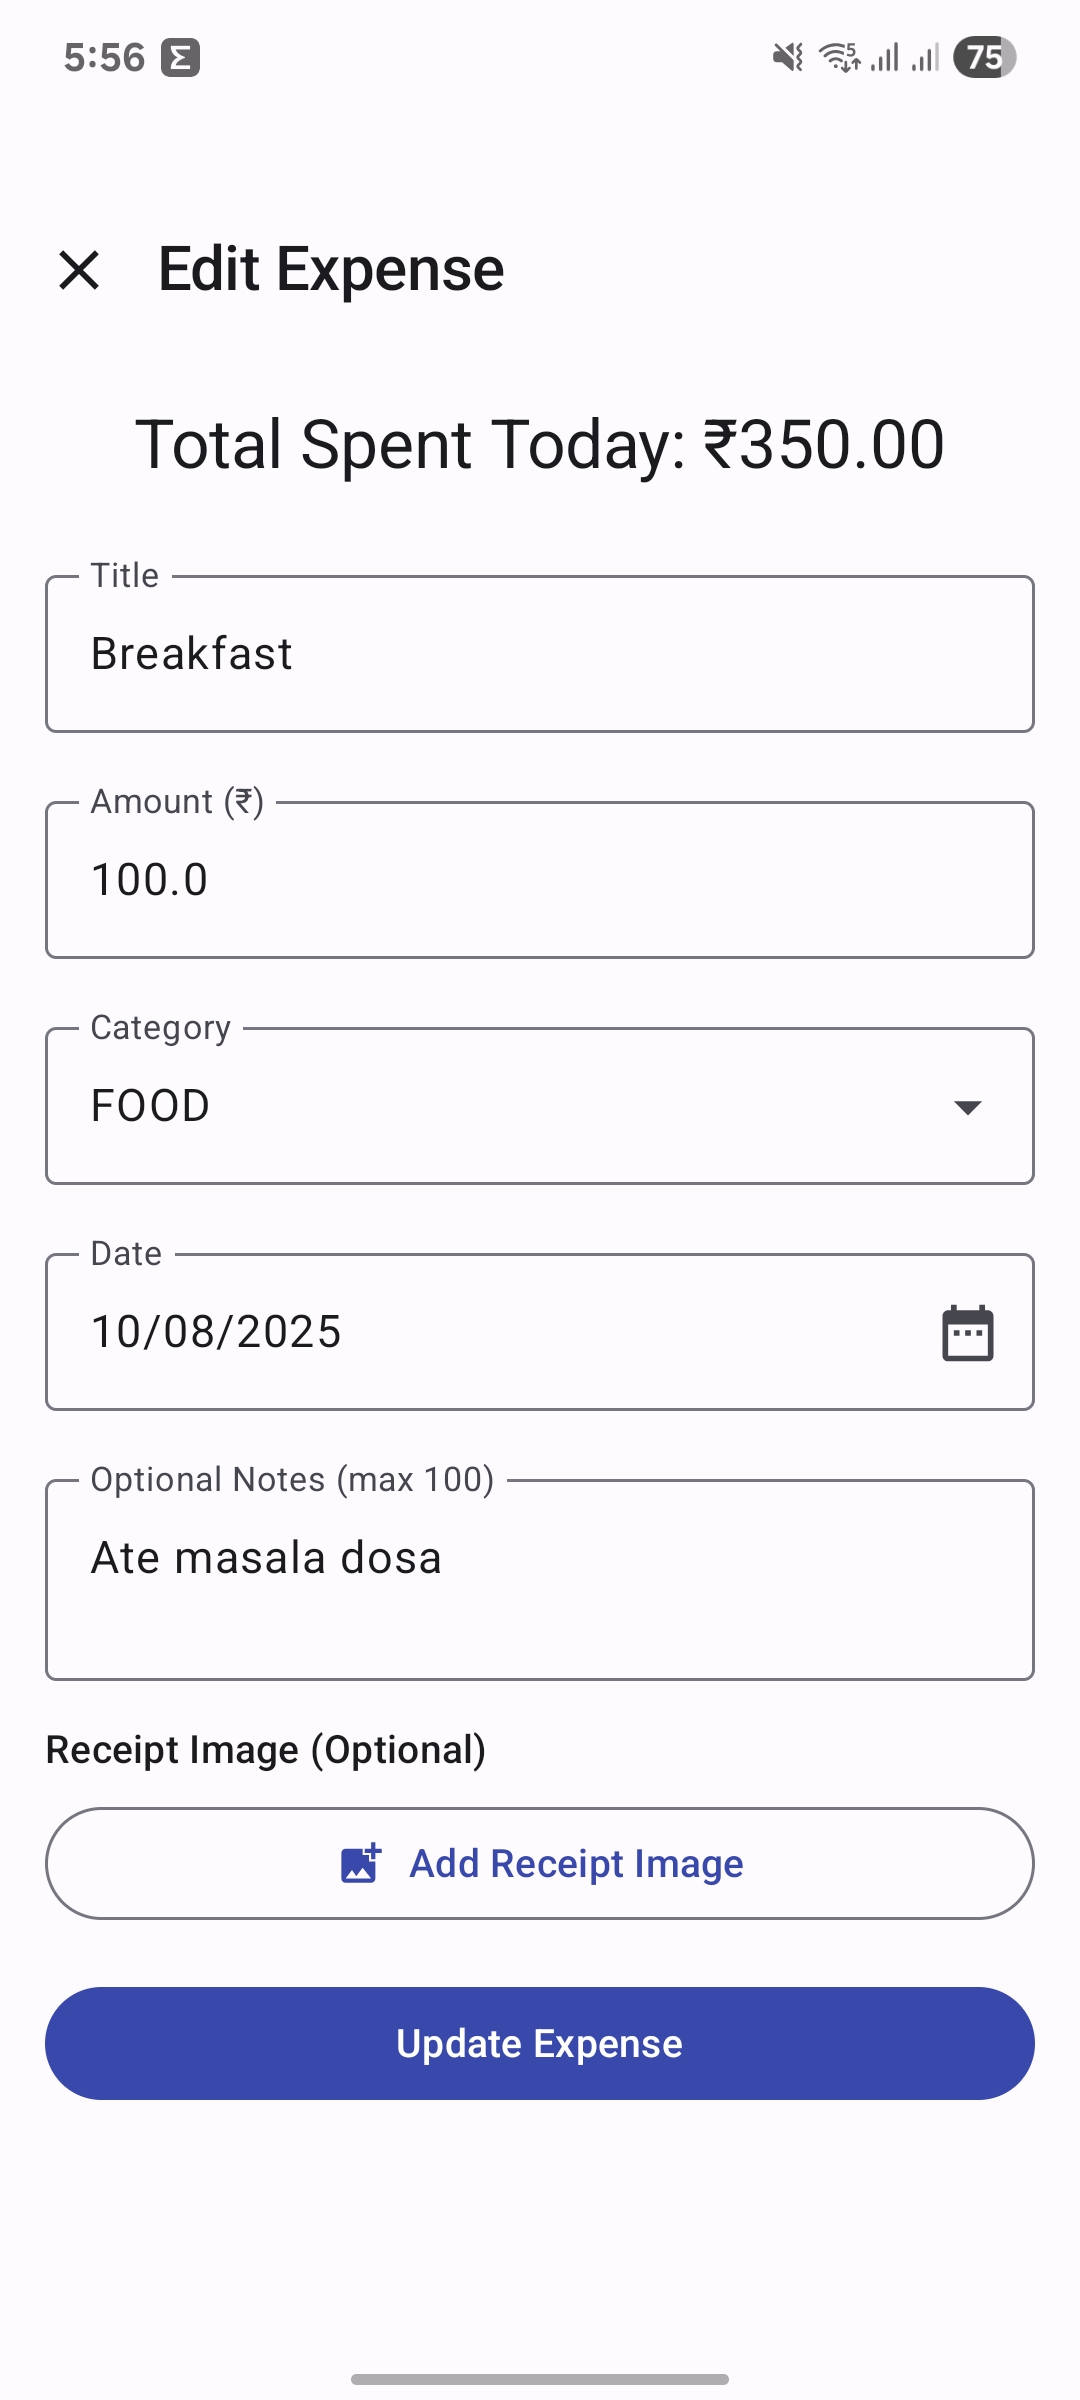 5:56 Σ 5 75
Edit Expense
Total Spent Today: ₹350.00
Title
Breakfast
Amount (₹)
100.0
Category
FOOD
Date
10/08/2025
Optional Notes (max 100)
Ate masala dosa
Receipt Image (Optional)
Add Receipt Image
Update Expense